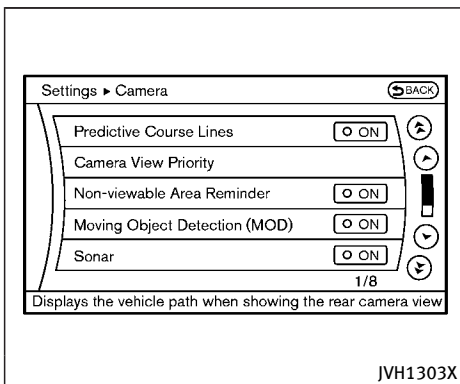 Settings ▸ Camera BACK
Predictive Course Lines ON
Camera View Priority
Non-viewable Area Reminder ON
Moving Object Detection (MOD) ON
Sonar ON
1/8
Displays the vehicle path when showing the rear camera view
JVH1303X